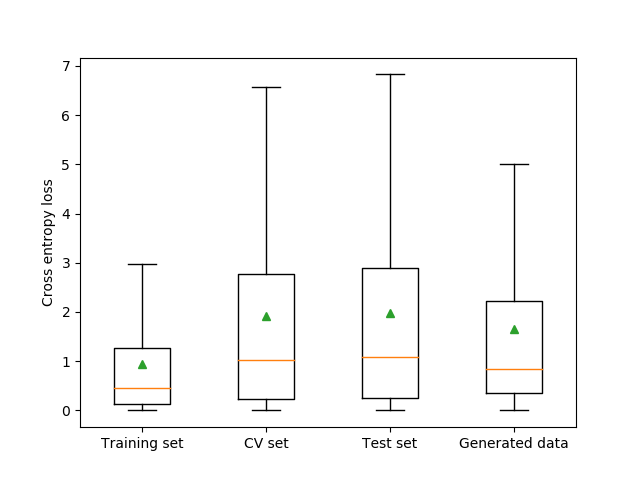 7
6
5
4
3
2
1
0
Cross entropy loss
Training set
CV set
Test set
Generated data